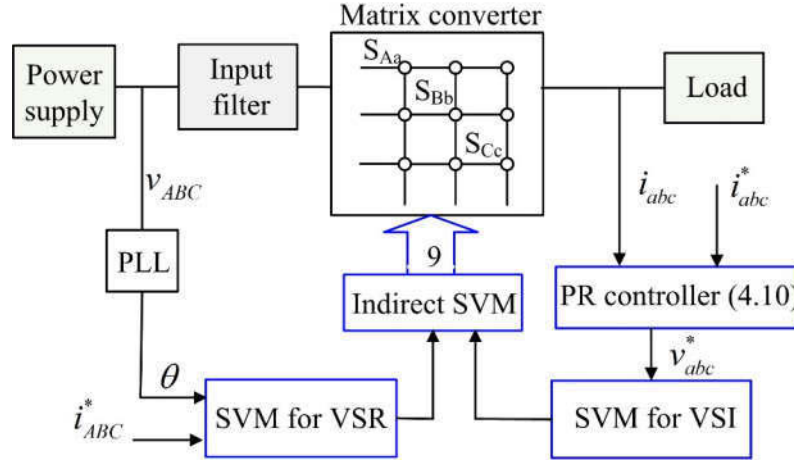 Matrix converter
Power supply
Input filter
S_Aa
S_Bb
S_Cc
Load
v_ABC
i_abc
i*_abc
PLL
9
Indirect SVM
PR controller (4.10)
v*_abc
θ
i*_ABC
SVM for VSR
SVM for VSI